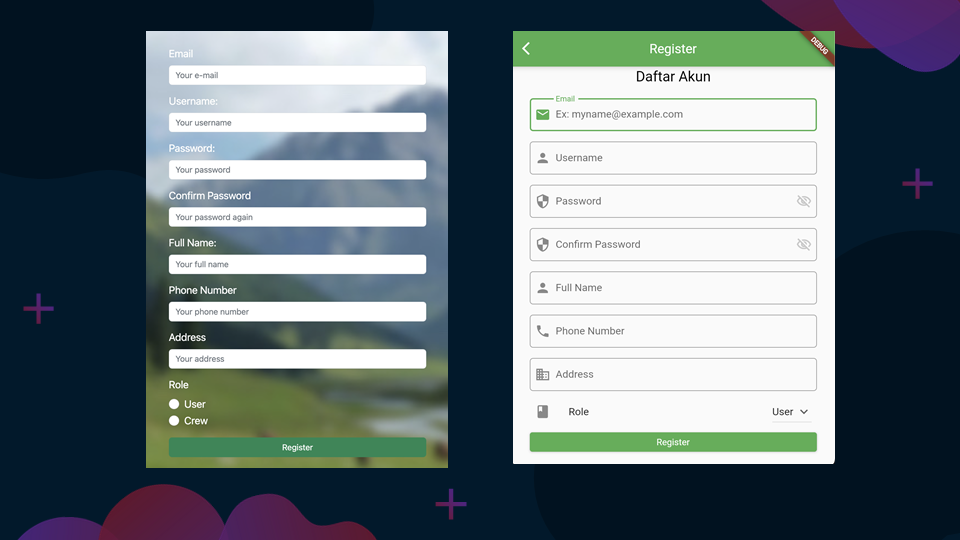 Email
Your e-mail
Username:
Your username
Password:
Your password
Confirm Password
Your password again
Full Name:
Your full name
Phone Number
Your phone number
Address
Your address
Role
User
Crew
Register
Register
DEBUG
Daftar Akun
Email
Ex: myname@example.com
Username
Password
Confirm Password
Full Name
Phone Number
Address
Role User
Register